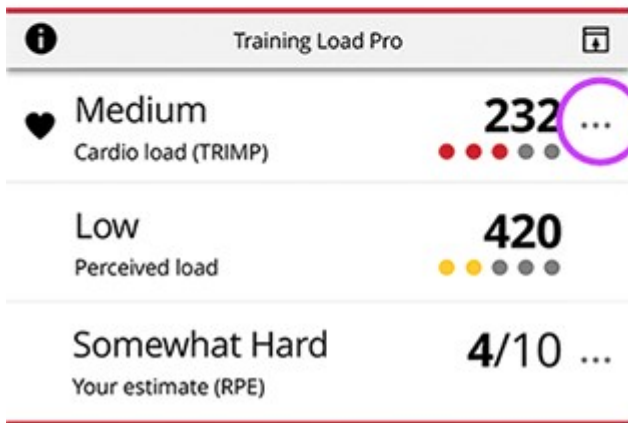 Training Load Pro
Medium 232 ...
Cardio load (TRIMP)
Low 420
Perceived load
Somewhat Hard 4/10 ...
Your estimate (RPE)